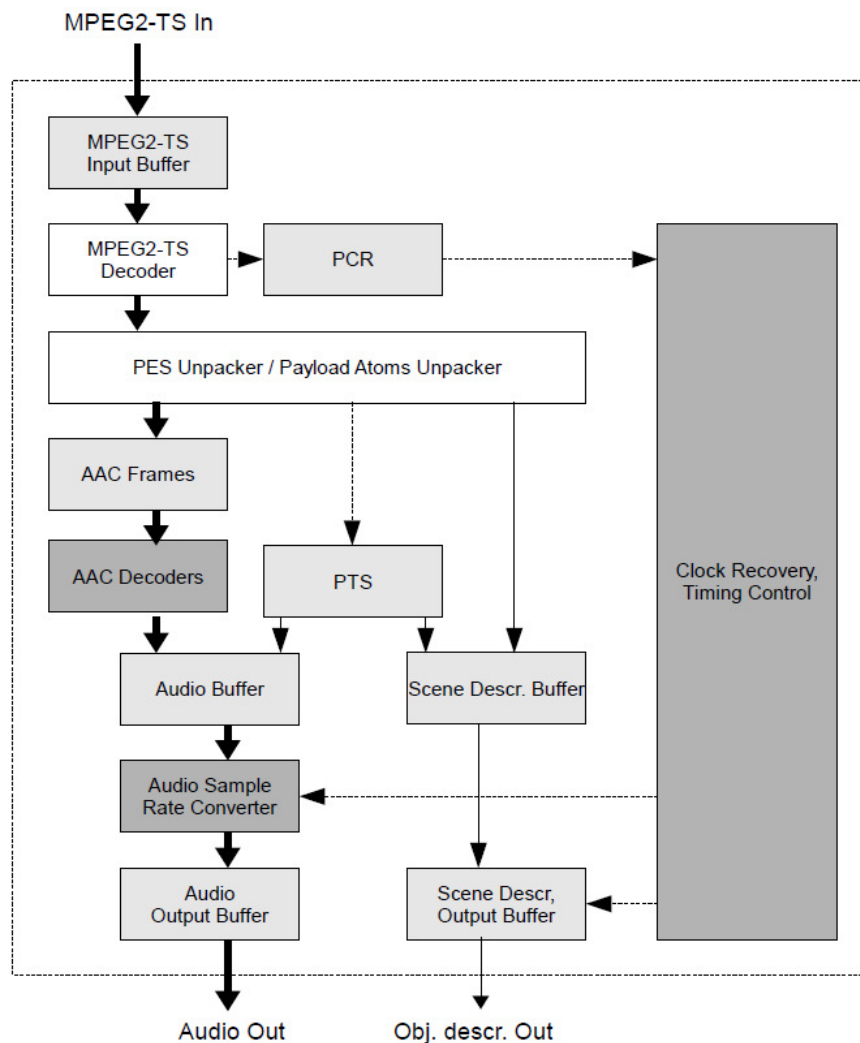 MPEG2-TS In
MPEG2-TS
Input Buffer
MPEG2-TS
Decoder
PCR
PES Unpacker / Payload Atoms Unpacker
AAC Frames
AAC Decoders
PTS
Clock Recovery,
Timing Control
Audio Buffer
Scene Descr. Buffer
Audio Sample
Rate Converter
Audio
Output Buffer
Scene Descr,
Output Buffer
Audio Out
Obj. descr. Out